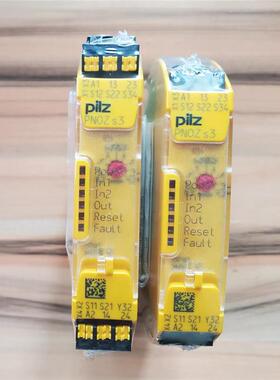 A1 13 23
S12 S22 S34
pilz
PNOZ s3
Po
In1
In2
Out
Reset
Fault
S11 S21 Y32
A2 14 24
A1 13 23
S12 S22 S34
pilz
PNOZ s3
Po
In1
In2
Out
Reset
Fault
S11 S21 Y32
A2 14 24